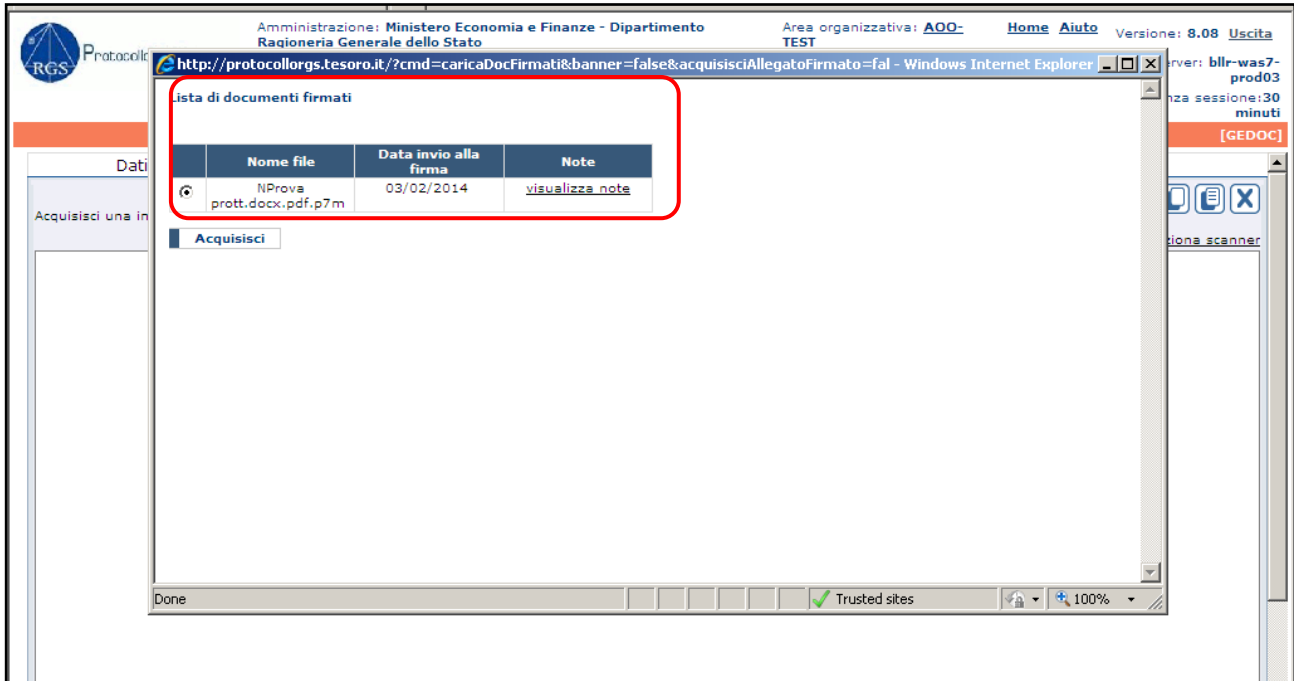 Amministrazione: Ministero Economia e Finanze - Dipartimento
Ragioneria Generale dello Stato
Area organizzativa: AOO-
TEST
Home Aiuto
Versione: 8.08 Uscita
RGS
http://protocollorgs.tesoro.it/?cmd=caricaDocFirmati&banner=false&acquisisciAllegatoFirmato=fal - Windows Internet Explorer
bllr-was7-
prod03
sessione:30
minuti
[GEDOC]
Lista di documenti firmati
Nome file
Data invio alla
firma
Note
NProva
prott.docx.pdf.p7m
03/02/2014
visualizza note
Acquisisci
Dati
Acquisisci una in
scanner
Done
Trusted sites
100%